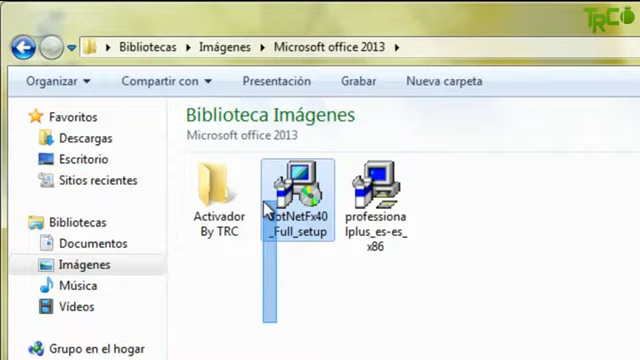 TRC
Bibliotecas
Imágenes
Microsoft office 2013
Organizar
Compartir con
Presentación
Grabar
Nueva carpeta
Favoritos
Descargas
Escritorio
Sitios recientes
Bibliotecas
Documentos
Imágenes
Música
Vídeos
Grupo en el hogar
Biblioteca Imágenes
Microsoft office 2013
Activador
By TRC
dotNetFx40
_Full_setup
professiona
lplus_es-es_
x86